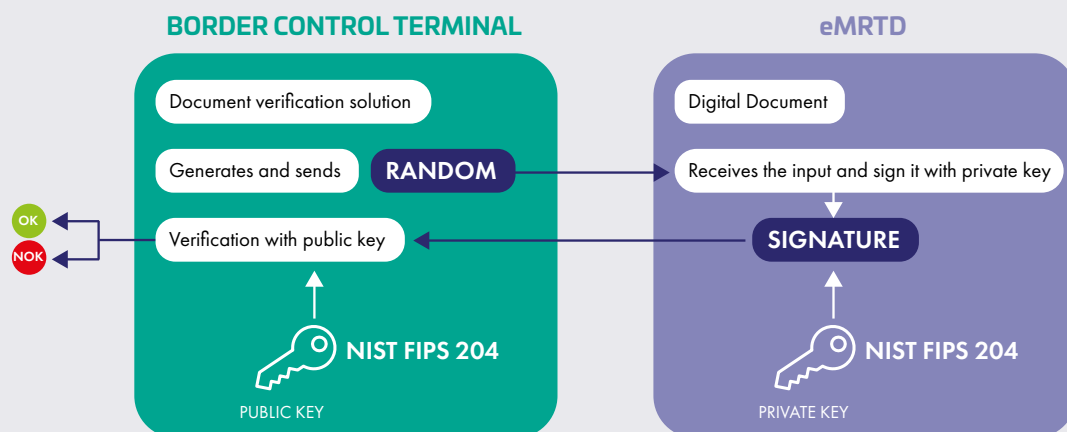 BORDER CONTROL TERMINAL
Document verification solution
Generates and sends
RANDOM
Verification with public key
OK
NOK
NIST FIPS 204
PUBLIC KEY
eMRTD
Digital Document
Receives the input and sign it with private key
SIGNATURE
NIST FIPS 204
PRIVATE KEY